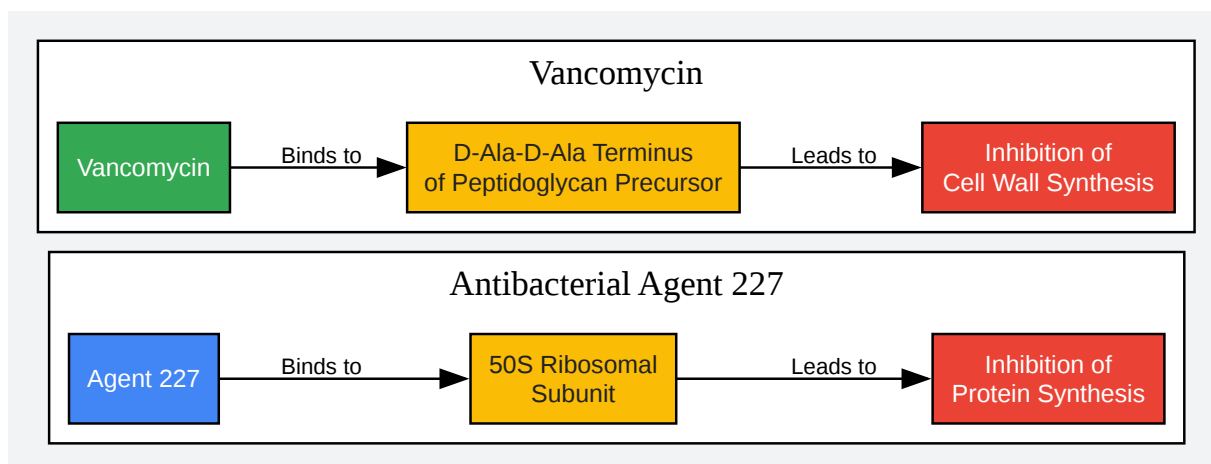 Vancomycin
Vancomycin
Binds to
D-Ala-D-Ala Terminus
of Peptidoglycan Precursor
Leads to
Inhibition of
Cell Wall Synthesis
Antibacterial Agent 227
Agent 227
Binds to
50S Ribosomal
Subunit
Leads to
Inhibition of
Protein Synthesis